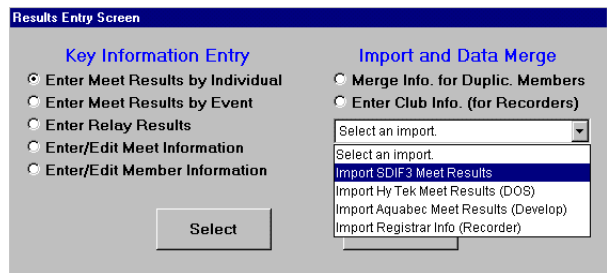 Results Entry Screen
Key Information Entry
Enter Meet Results by Individual
Enter Meet Results by Event
Enter Relay Results
Enter/Edit Meet Information
Enter/Edit Member Information
Select
Import and Data Merge
Merge Info. for Duplic. Members
Enter Club Info. (for Recorders)
Select an import.
Select an import.
Import SDIF3 Meet Results
Import Hy Tek Meet Results (DOS)
Import Aquabec Meet Results (Develop)
Import Registrar Info (Recorder)